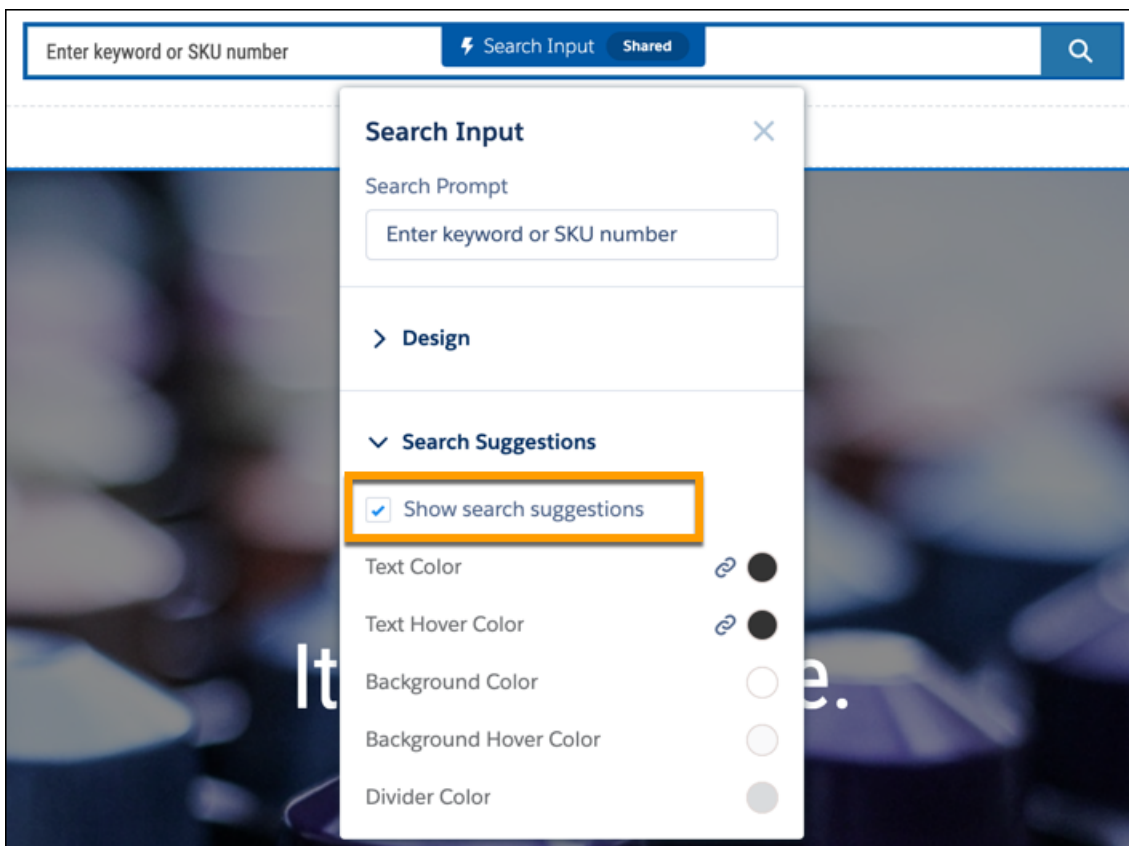 Enter keyword or SKU number
Search Input Shared
Search Input
Search Prompt
Enter keyword or SKU number
Design
Search Suggestions
Show search suggestions
Text Color
Text Hover Color
It
e.
Background Color
Background Hover Color
Divider Color